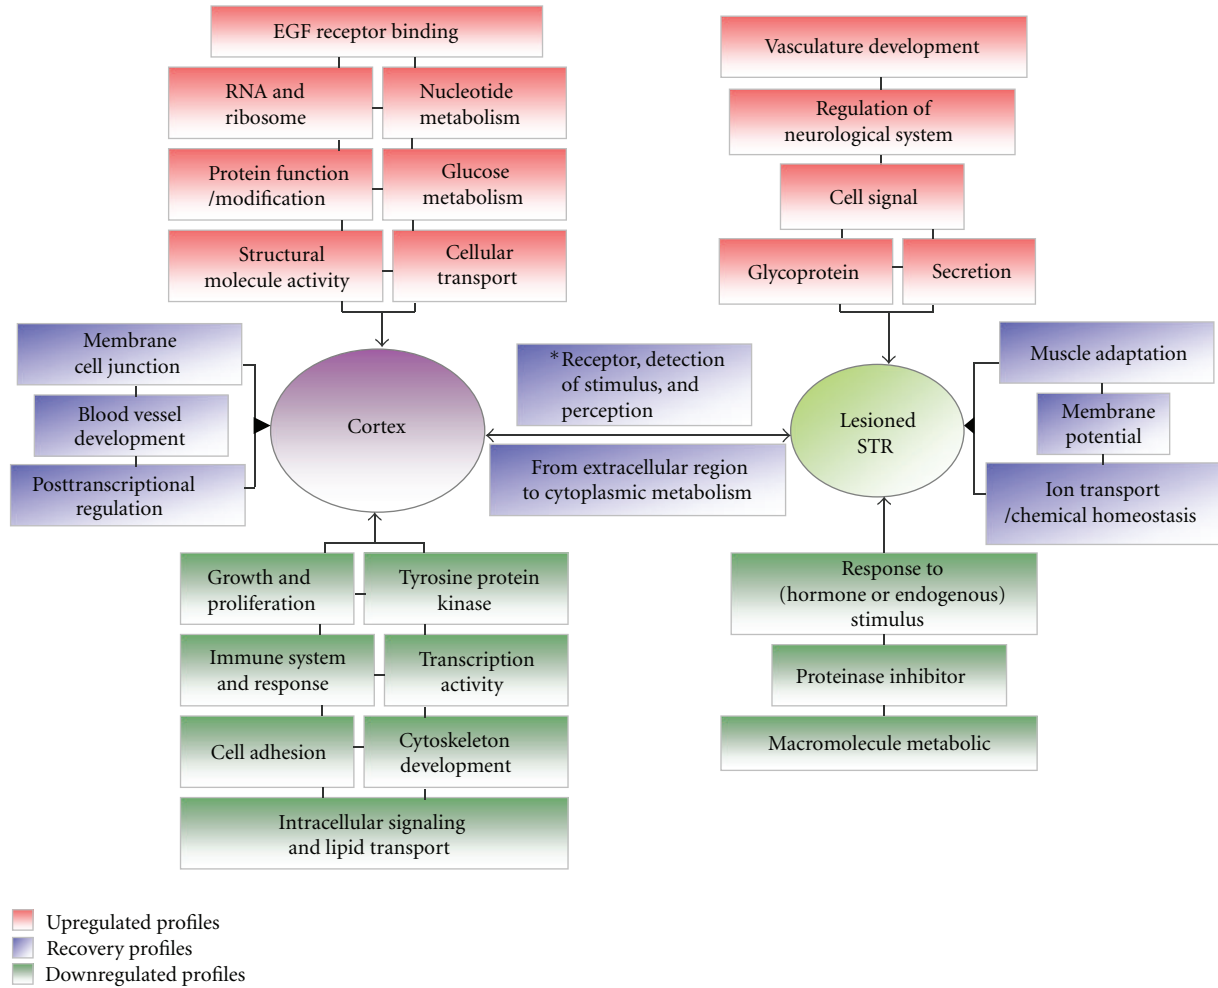 EGF receptor binding
RNA and
ribosome
Nucleotide
metabolism
Protein function
/modification
Glucose
metabolism
Structural
molecule activity
Cellular
transport
Vasculature development
Regulation of
neurological system
Cell signal
Glycoprotein
Secretion
Membrane
cell junction
Blood vessel
development
Posttranscriptional
regulation
Cortex
*Receptor, detection
of stimulus, and
perception
From extracellular region
to cytoplasmic metabolism
Lesioned
STR
Muscle adaptation
Membrane
potential
Ion transport
/chemical homeostasis
Growth and
proliferation
Tyrosine protein
kinase
Immune system
and response
Transcription
activity
Cell adhesion
Cytoskeleton
development
Intracellular signaling
and lipid transport
Response to
(hormone or endogenous)
stimulus
Proteinase inhibitor
Macromolecule metabolic
Upregulated profiles
Recovery profiles
Downregulated profiles